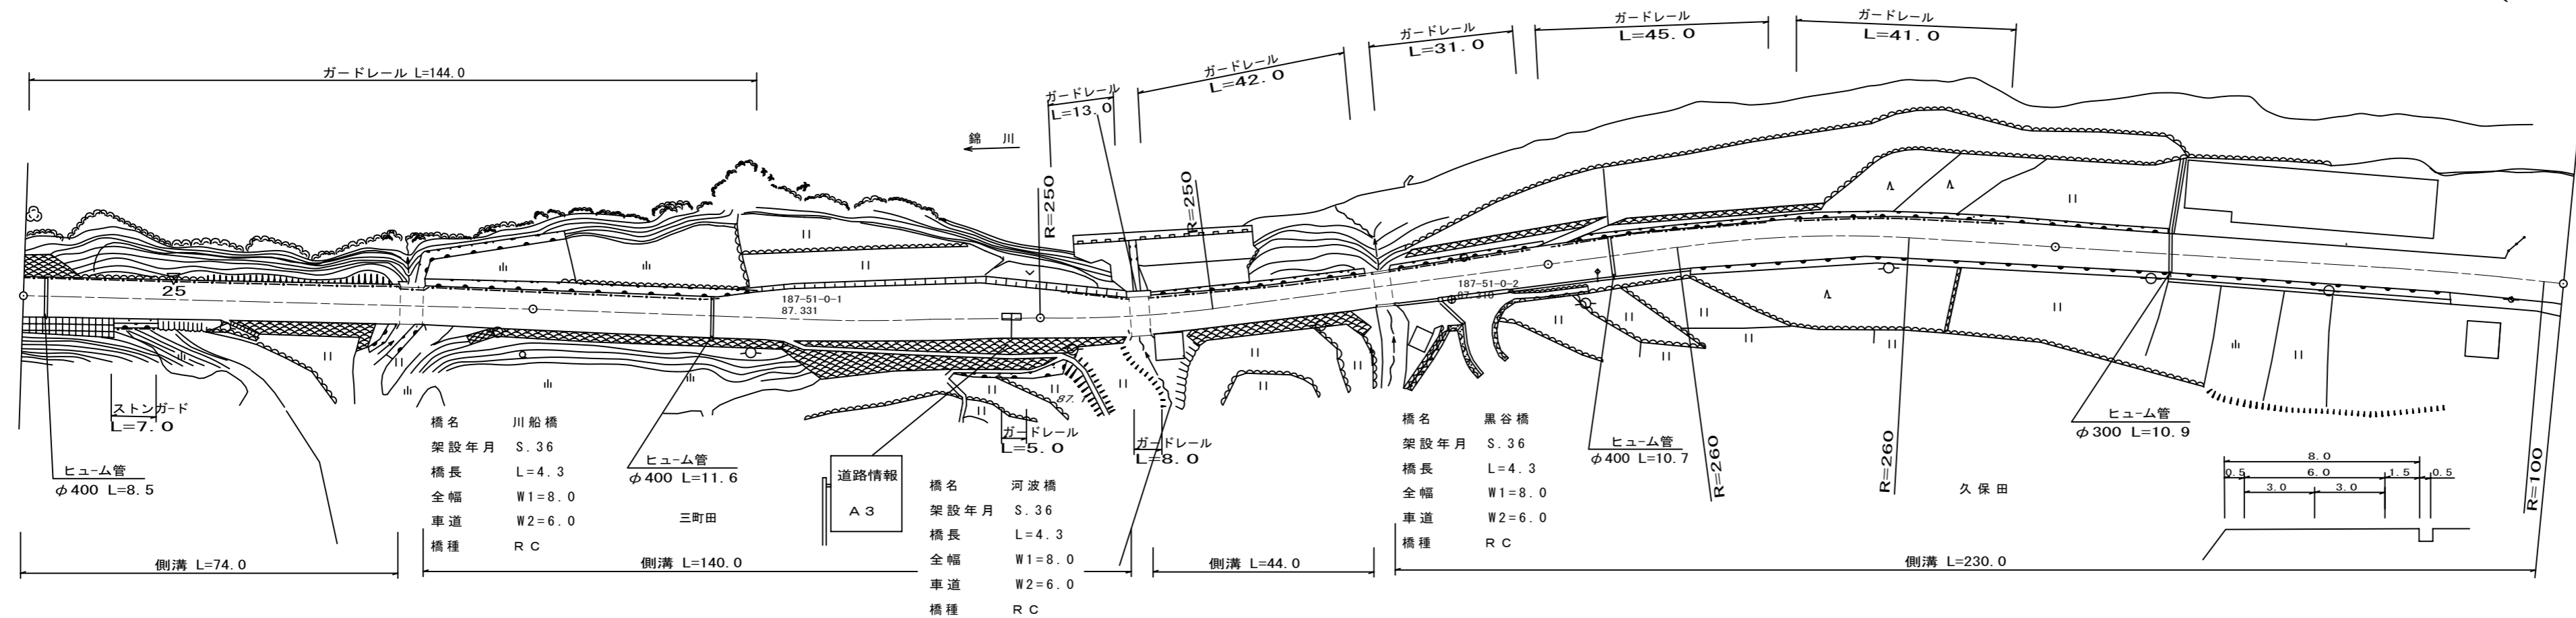 ガードレール L=144.0
ガードレール
L=13.0
ガードレール
L=42.0
ガードレール
L=31.0
ガードレール
L=45.0
ガードレール
L=41.0
錦 川
R=250
R=250
25
187-51-0-1
87.331
187-51-0-2
87.310
87.
ストンガード
L=7.0
ヒューム管
φ400 L=8.5
橋名 川船橋
架設年月 S.36
橋長 L=4.3
全幅 W1=8.0
車道 W2=6.0
橋種 RC
ヒューム管
φ400 L=11.6
三町田
道路情報
A3
ガードレール
L=5.0
ガードレール
L=8.0
橋名 河波橋
架設年月 S.36
橋長 L=4.3
全幅 W1=8.0
車道 W2=6.0
橋種 RC
橋名 黒谷橋
架設年月 S.36
橋長 L=4.3
全幅 W1=8.0
車道 W2=6.0
橋種 RC
ヒューム管
φ400 L=10.7
R=260
R=260
久保田
ヒューム管
φ300 L=10.9
8.0
0.5 6.0 1.5 0.5
3.0 3.0
R=100
側溝 L=74.0
側溝 L=140.0
側溝 L=44.0
側溝 L=230.0